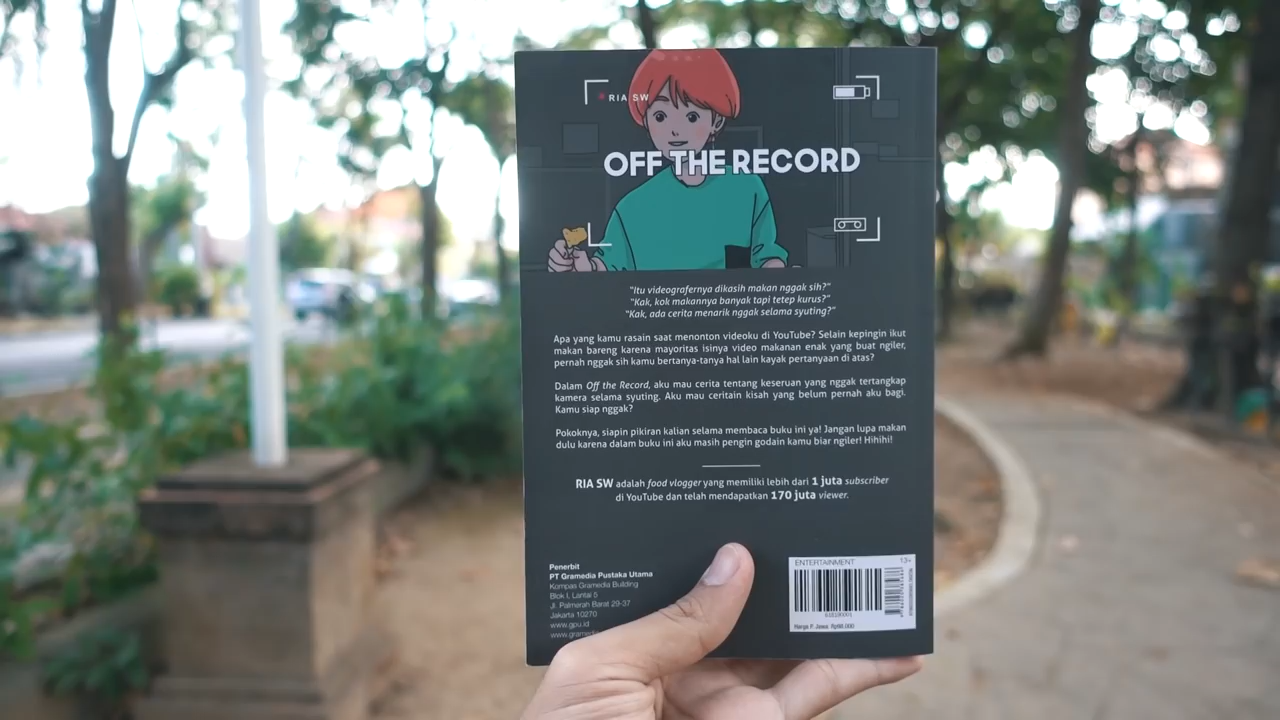 RIA SW
OFF THE RECORD
"Itu videografernya dikasih makan nggak sih?"
"Kak, kok makannya banyak tapi tetep kurus?"
"Kak, ada cerita menarik nggak selama syuting?"
Apa yang kamu rasain saat menonton videoku di YouTube? Selain kepingin ikut
makan bareng karena mayoritas isinya video makanan enak yang buat ngiler,
pernah nggak sih kamu bertanya-tanya hal lain kayak pertanyaan di atas?
Dalam Off the Record, aku mau cerita tentang keseruan yang nggak tertangkap
kamera selama syuting. Aku mau ceritain kisah yang belum pernah aku bagi.
Kamu siap nggak?
Pokoknya, siapin pikiran kalian selama membaca buku ini ya! Jangan lupa makan
dulu karena dalam buku ini aku masih pengin godain kamu biar ngiler! Hihihi!
RIA SW adalah food vlogger yang memiliki lebih dari 1 juta subscriber
di YouTube dan telah mendapatkan 170 juta viewer.
Penerbit
PT Gramedia Pustaka Utama
Kompas Gramedia Building
Blok I, Lantai 5
Jl. Palmerah Barat 29-37
Jakarta 10270
www.gpu.id
www.gramedia
ENTERTAINMENT 13+
Harga P. Jawa: Rp98.000